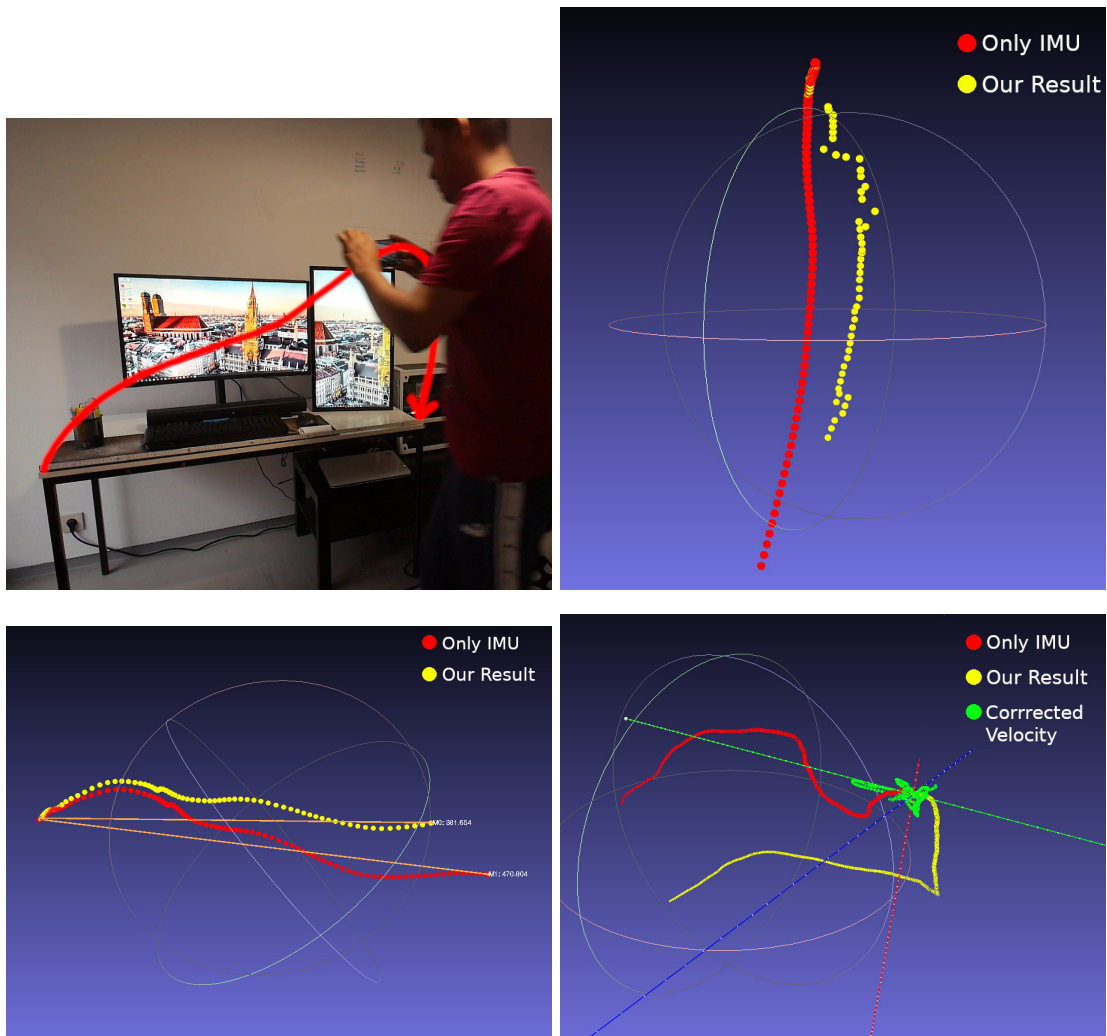 Only IMU
Our Result
Only IMU
Our Result
M0: 381.654
M1: 470.604
Only IMU
Our Result
Corrrected
Velocity